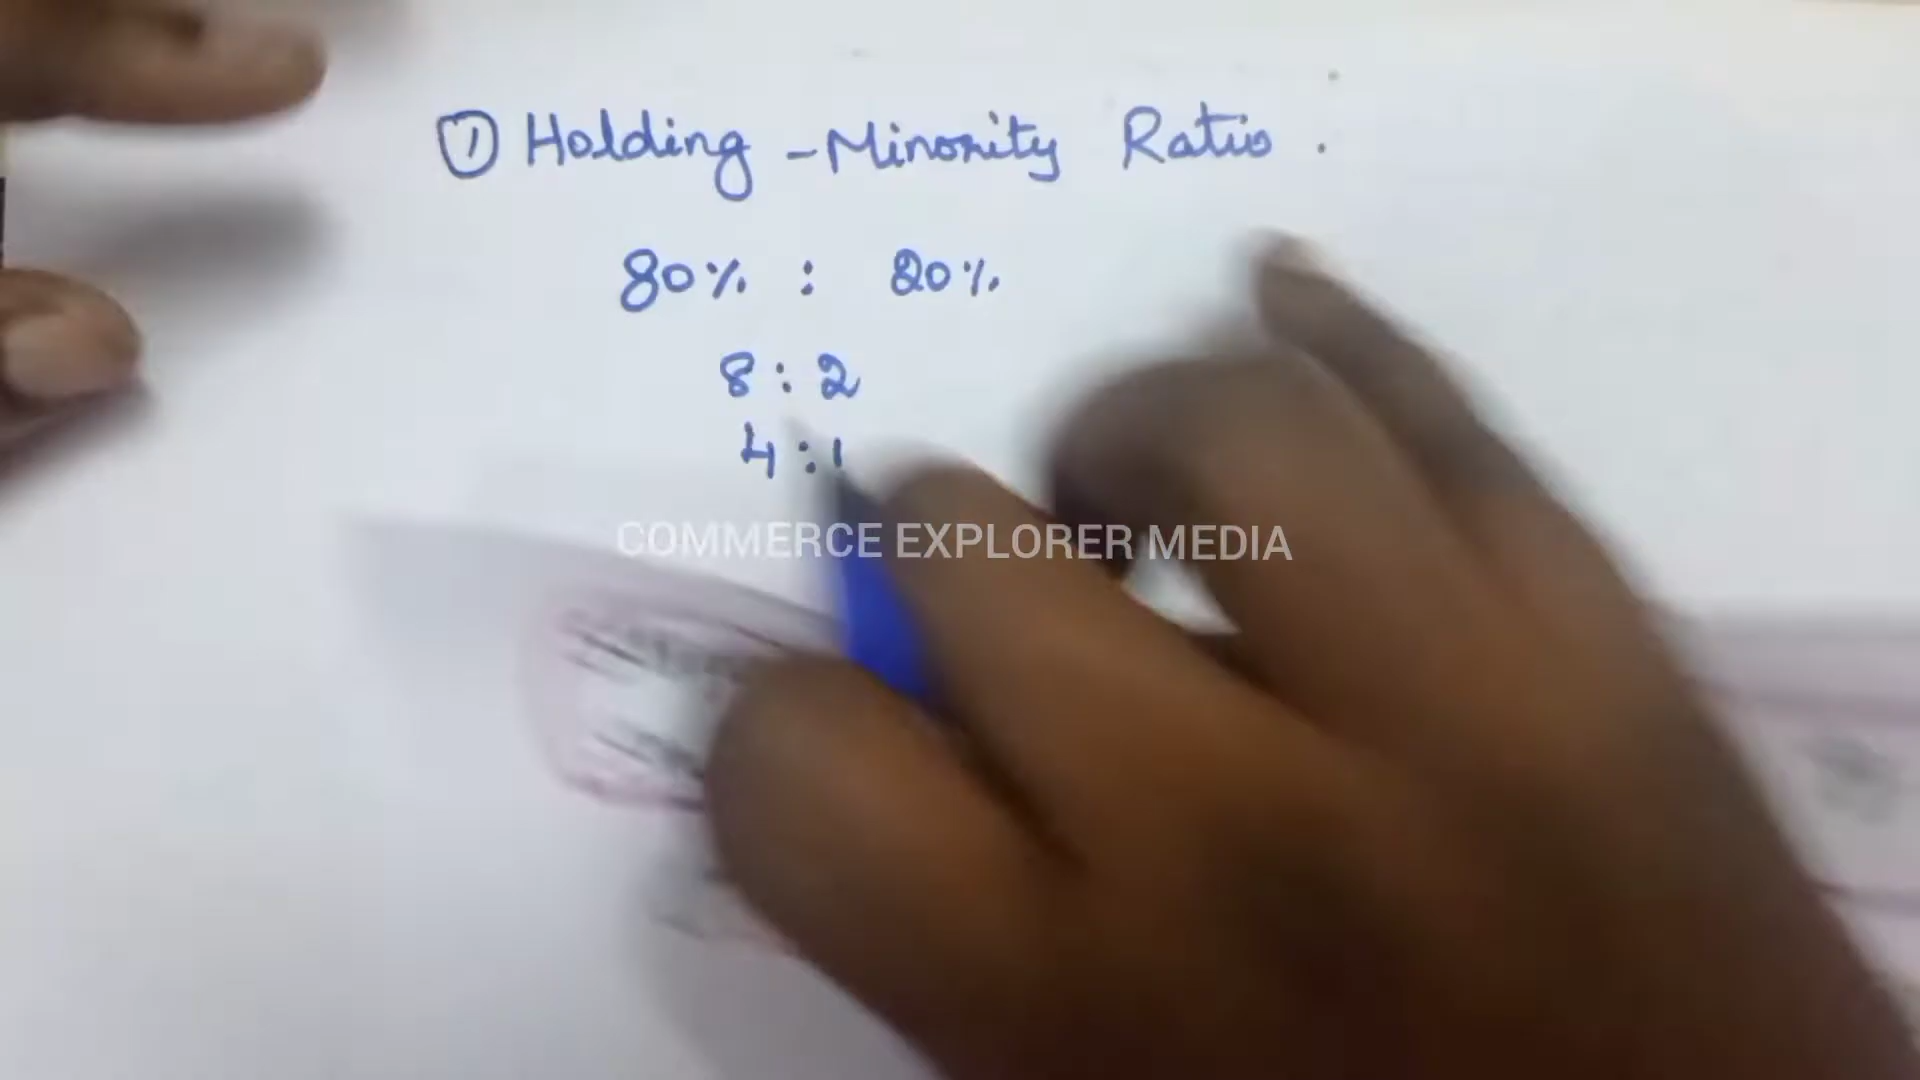 ① Holding - Minority Ratio.
80% : 20%
8 : 2
4 : 1
COMMERCE EXPLORER MEDIA